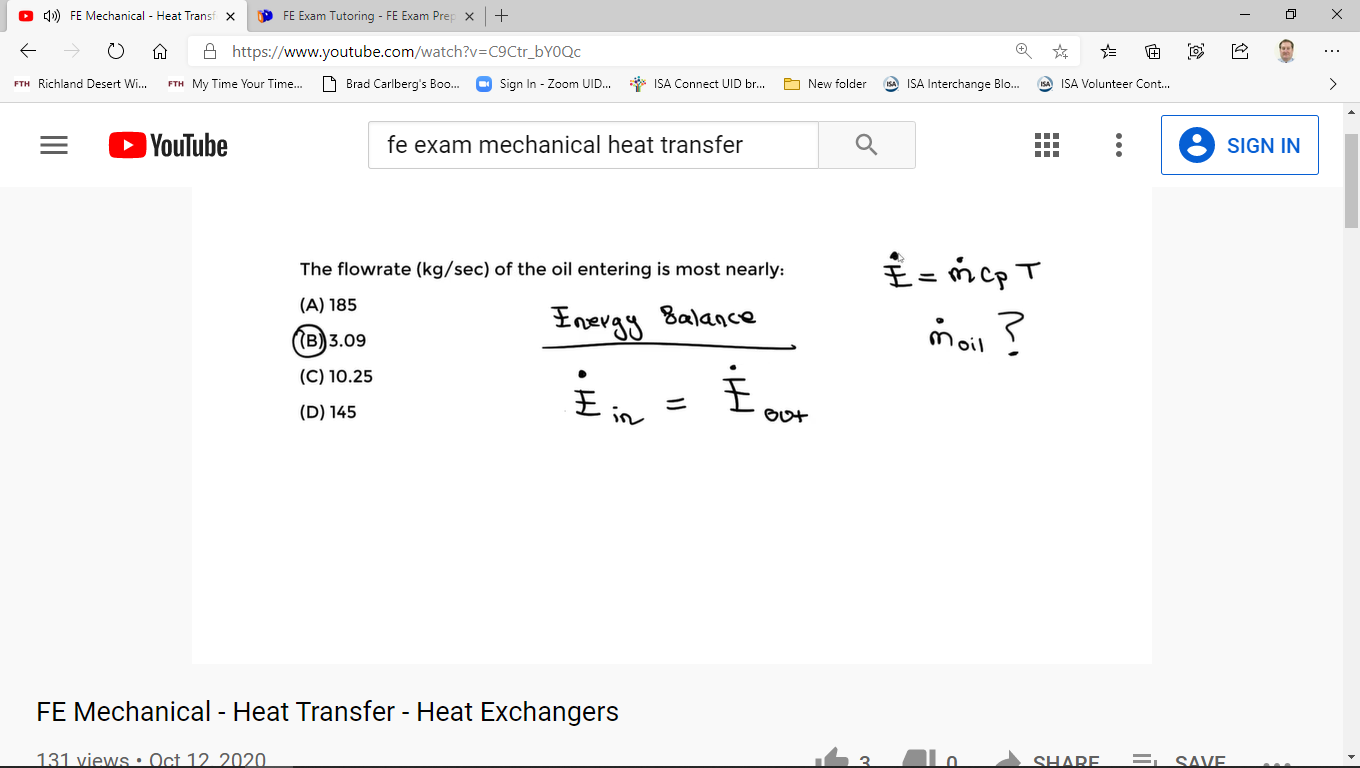 FE Mechanical - Heat Transf
FE Exam Tutoring - FE Exam Prep
https://www.youtube.com/watch?v=C9Ctr_bY0Qc
FTH Richland Desert Wi...
FTH My Time Your Time...
Brad Carlberg's Boo...
Sign In - Zoom UID...
ISA Connect UID br...
New folder
ISA Interchange Blo...
ISA Volunteer Cont...
YouTube
fe exam mechanical heat transfer
SIGN IN
The flowrate (kg/sec) of the oil entering is most nearly:
(A) 185
(B) 3.09
(C) 10.25
(D) 145
Energy Balance
Ė in = Ė out
Ė = ṁ cp T
ṁ oil ?
FE Mechanical - Heat Transfer - Heat Exchangers
131 views • Oct 12, 2020
3
0
SHARE
SAVE